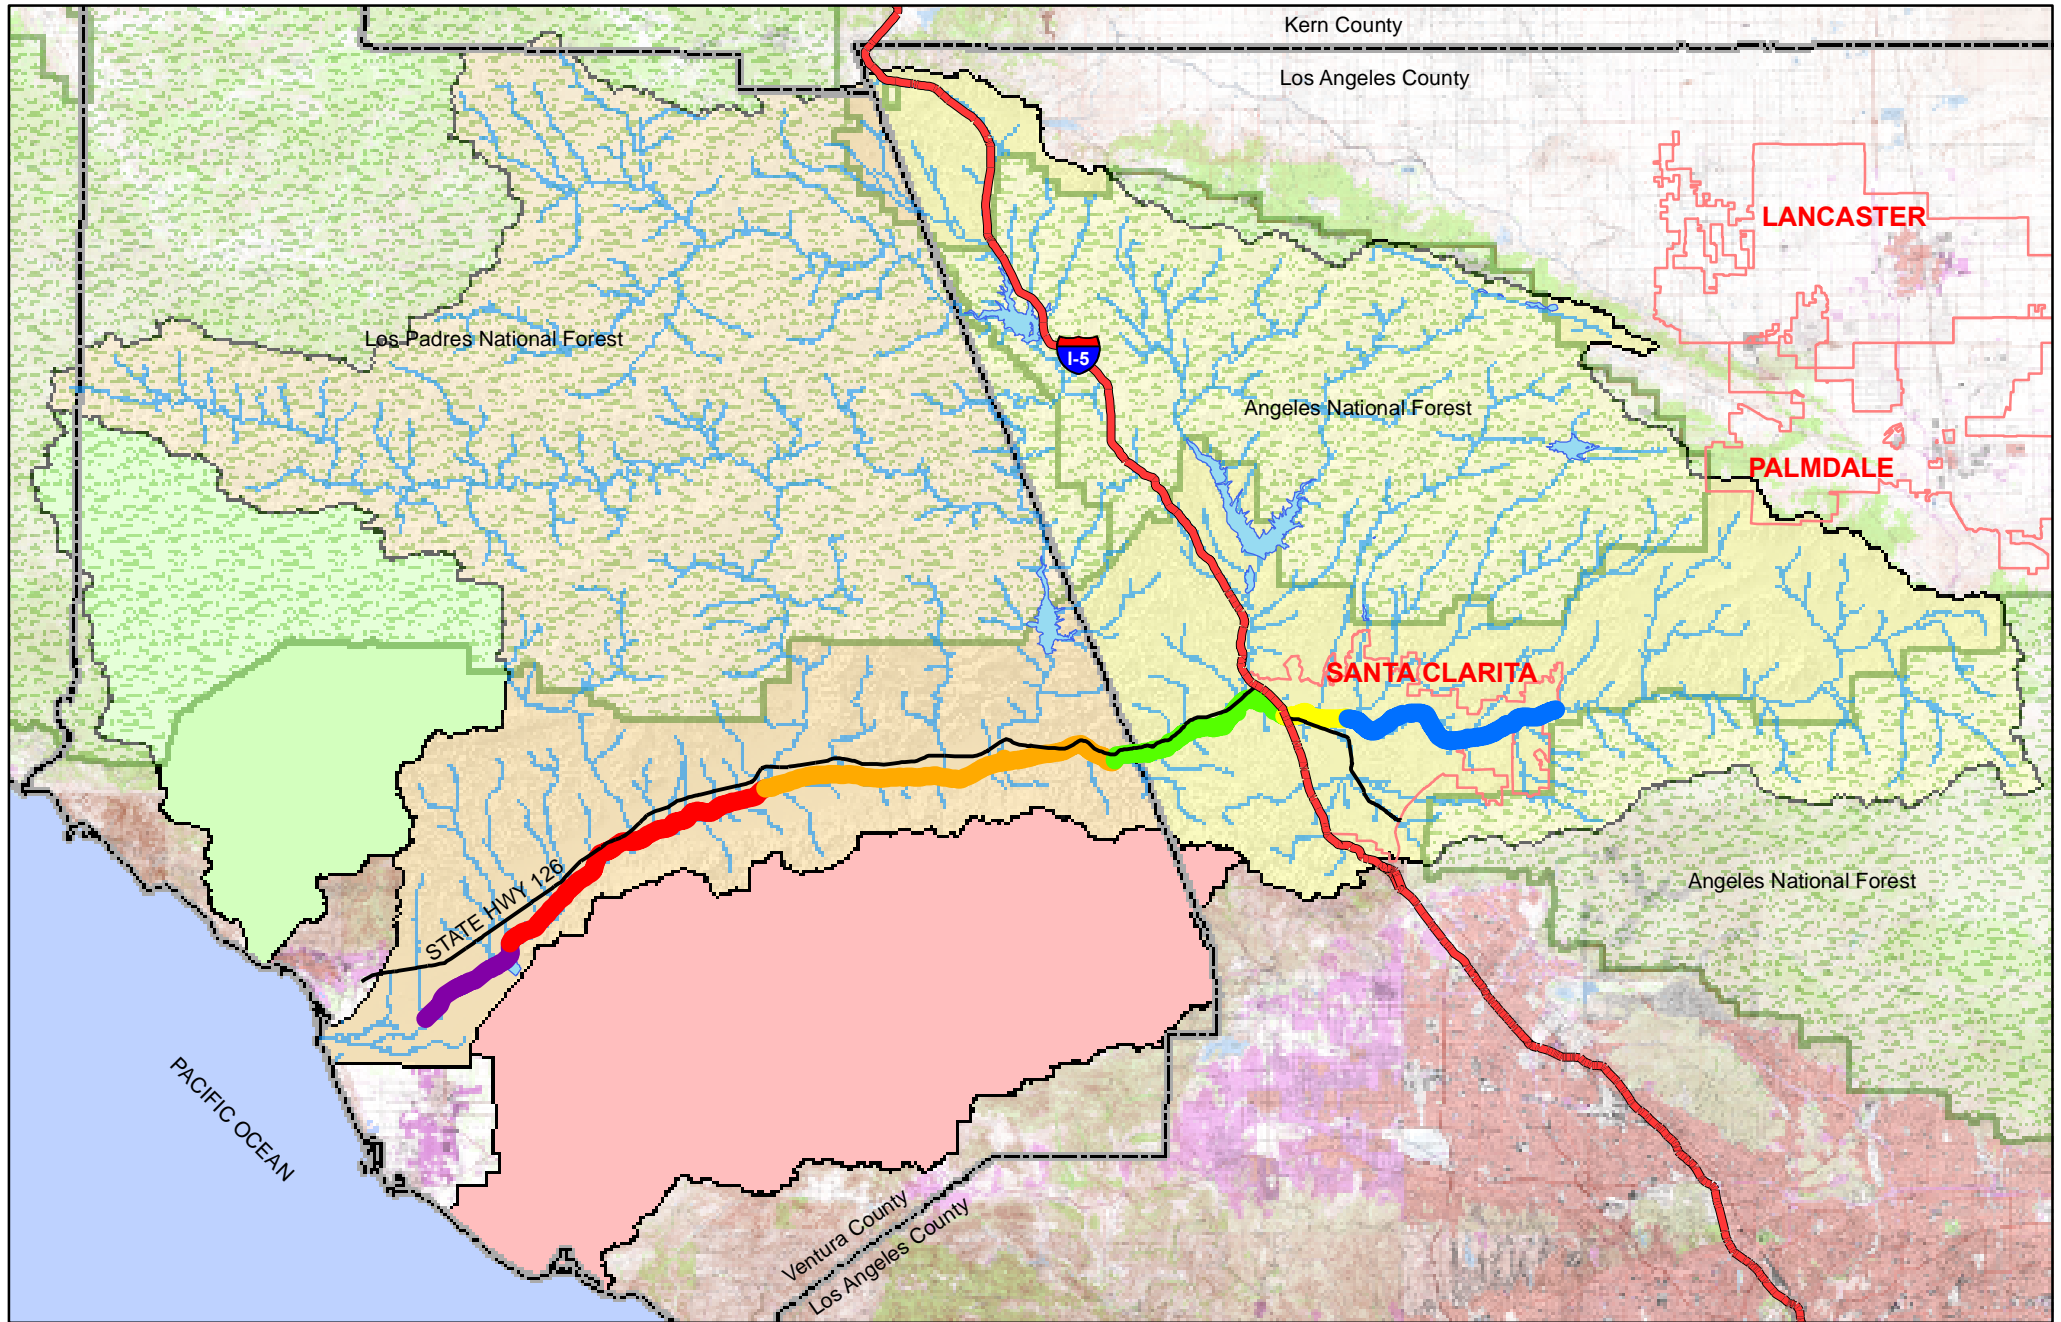 Kern County
Los Angeles County
LANCASTER
Los Padres National Forest
I-5
Angeles National Forest
PALMDALE
SANTA CLARITA
STATE HWY 126
Angeles National Forest
PACIFIC OCEAN
Ventura County
Los Angeles County